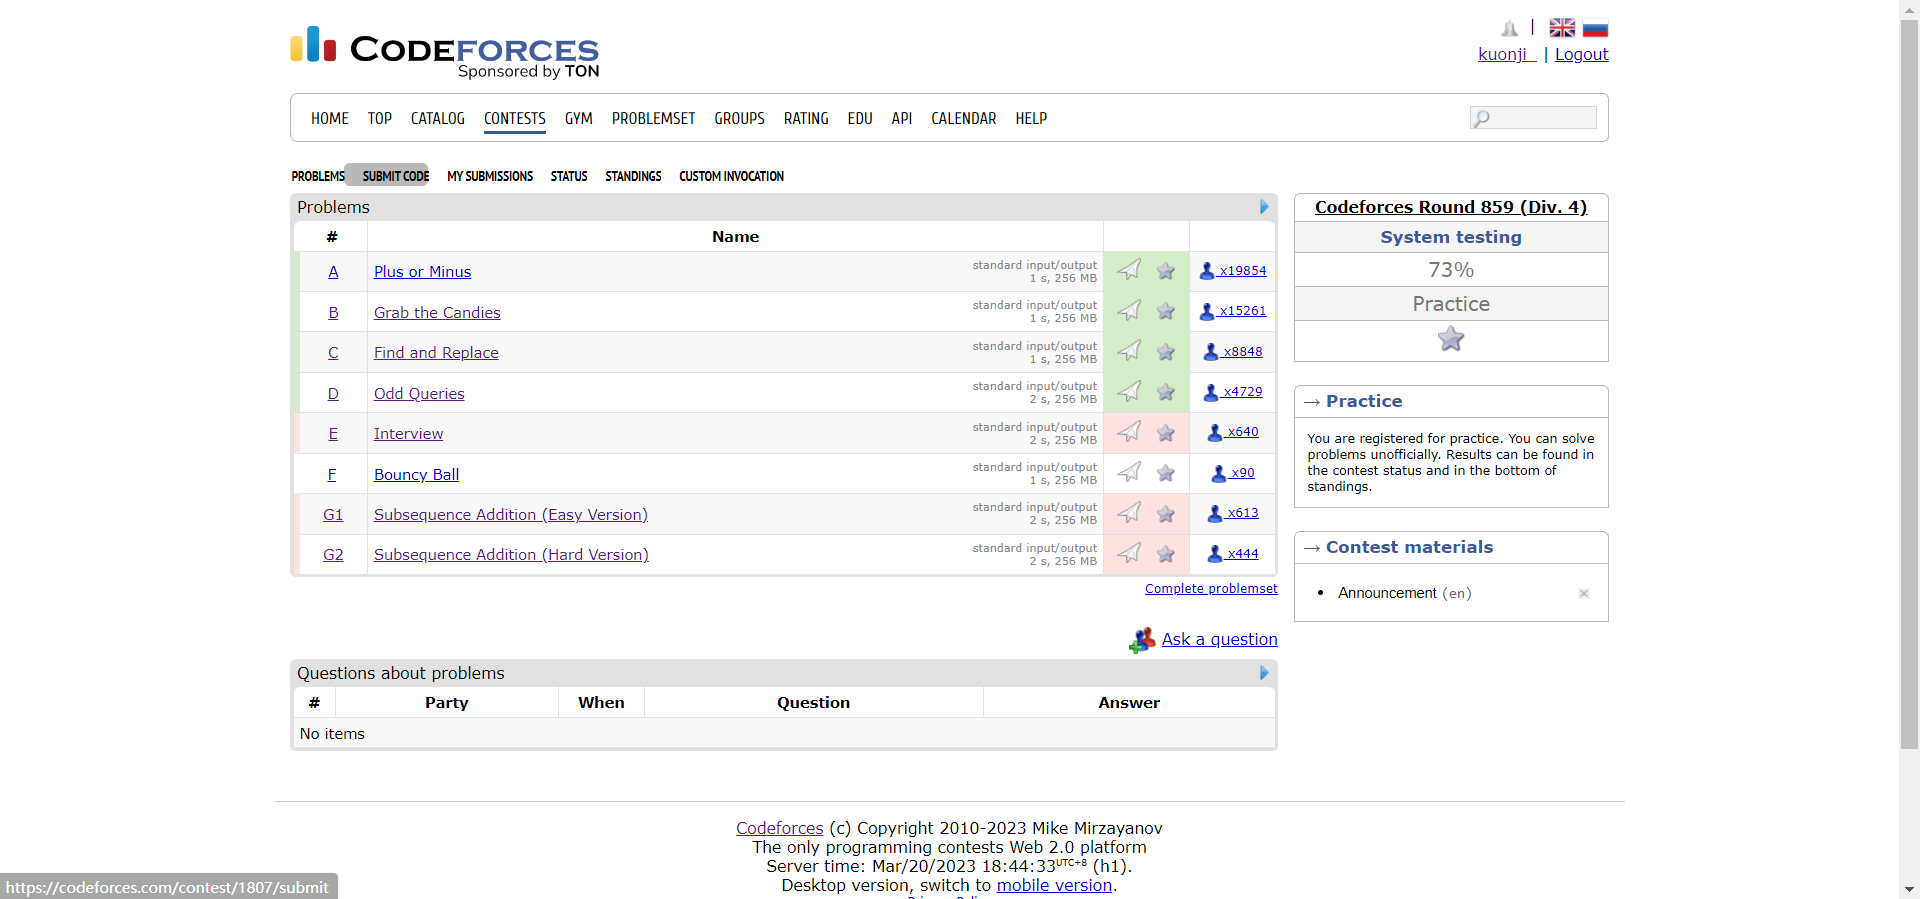 CODEFORCES
Sponsored by TON
|
kuonji_ | Logout
HOME TOP CATALOG CONTESTS GYM PROBLEMSET GROUPS RATING EDU API CALENDAR HELP
PROBLEMS SUBMIT CODE MY SUBMISSIONS STATUS STANDINGS CUSTOM INVOCATION
Problems
# Name
A Plus or Minus standard input/output x19854
1 s, 256 MB
B Grab the Candies standard input/output x15261
1 s, 256 MB
C Find and Replace standard input/output x8848
1 s, 256 MB
D Odd Queries standard input/output x4729
2 s, 256 MB
E Interview standard input/output x640
2 s, 256 MB
F Bouncy Ball standard input/output x90
1 s, 256 MB
G1 Subsequence Addition (Easy Version) standard input/output x613
2 s, 256 MB
G2 Subsequence Addition (Hard Version) standard input/output x444
2 s, 256 MB
Complete problemset
Ask a question
Questions about problems
# Party When Question Answer
No items
Codeforces Round 859 (Div. 4)
System testing
73%
Practice
→ Practice
You are registered for practice. You can solve
problems unofficially. Results can be found in
the contest status and in the bottom of
standings.
→ Contest materials
• Announcement (en) ×
Codeforces (c) Copyright 2010-2023 Mike Mirzayanov
The only programming contests Web 2.0 platform
Server time: Mar/20/2023 18:44:33UTC+8 (h1).
Desktop version, switch to mobile version.
https://codeforces.com/contest/1807/submit